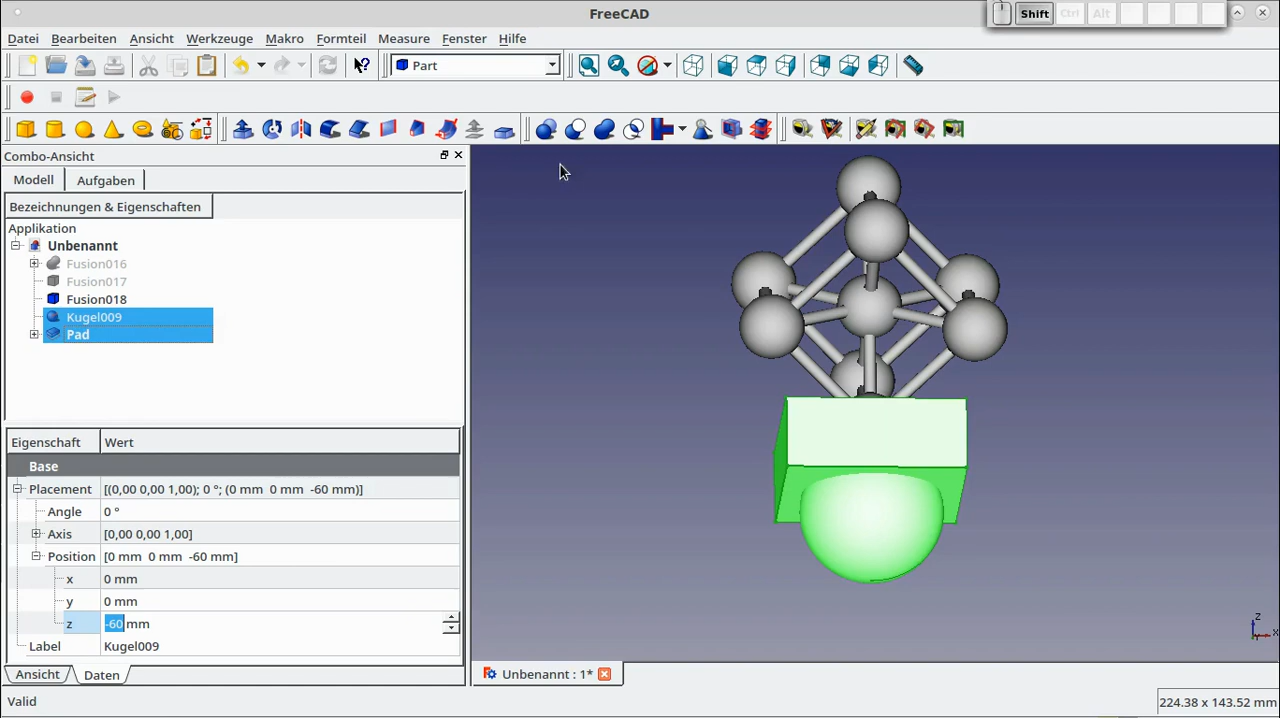 FreeCAD
Shift Ctrl Alt
Datei Bearbeiten Ansicht Werkzeuge Makro Formteil Measure Fenster Hilfe
Part
Combo-Ansicht
Modell Aufgaben
Bezeichnungen & Eigenschaften
Applikation
Unbenannt
Fusion016
Fusion017
Fusion018
Kugel009
Pad
Eigenschaft Wert
Base
Placement [(0,00 0,00 1,00); 0 °; (0 mm 0 mm -60 mm)]
Angle 0 °
Axis [0,00 0,00 1,00]
Position [0 mm 0 mm -60 mm]
x 0 mm
y 0 mm
z -60 mm
Label Kugel009
Ansicht Daten
Unbenannt : 1*
Z
X
Valid
224.38 x 143.52 mm